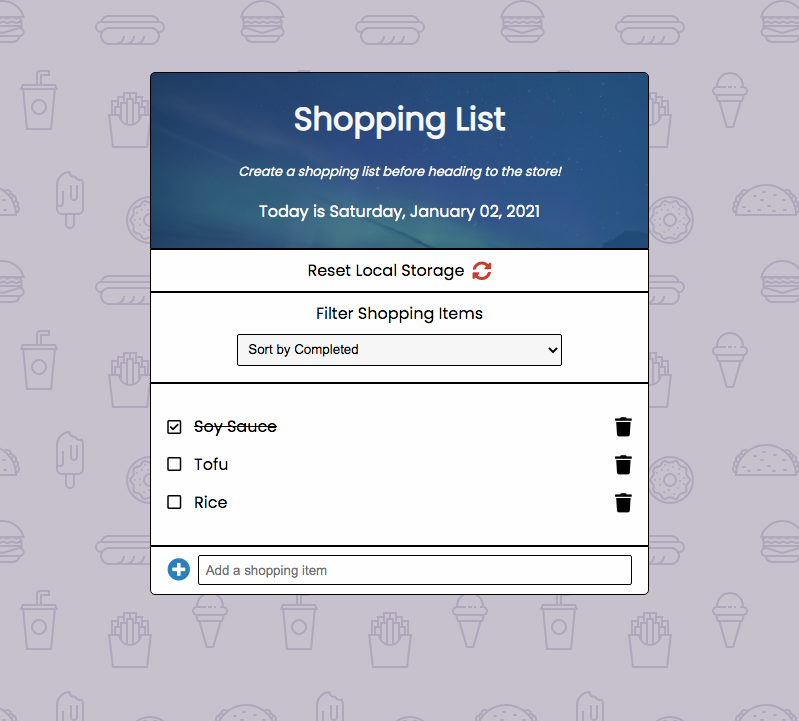 Shopping List
Create a shopping list before heading to the store!
Today is Saturday, January 02, 2021
Reset Local Storage
Filter Shopping Items
Sort by Completed
Soy Sauce
Tofu
Rice
Add a shopping item